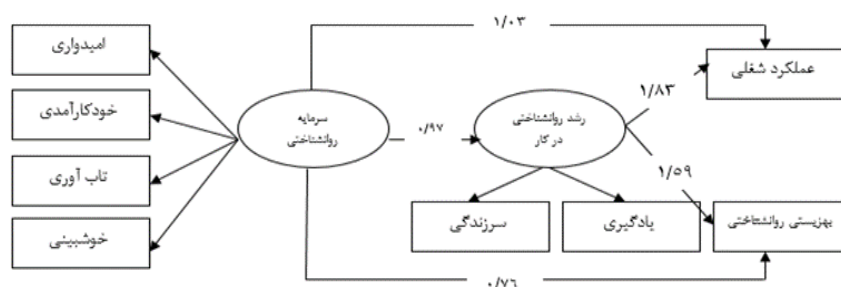 ۱/۰۳
امیدواری
عملکرد شغلی
۱/۸۳
خودکارآمدی
سرمایه
روانشناختی
۰/۹۷
رشد روانشناختی
در کار
۱/۵۹
تاب آوری
سرزندگی
یادگیری
بهزیستی روانشناختی
خوشبینی
۰/۷۶